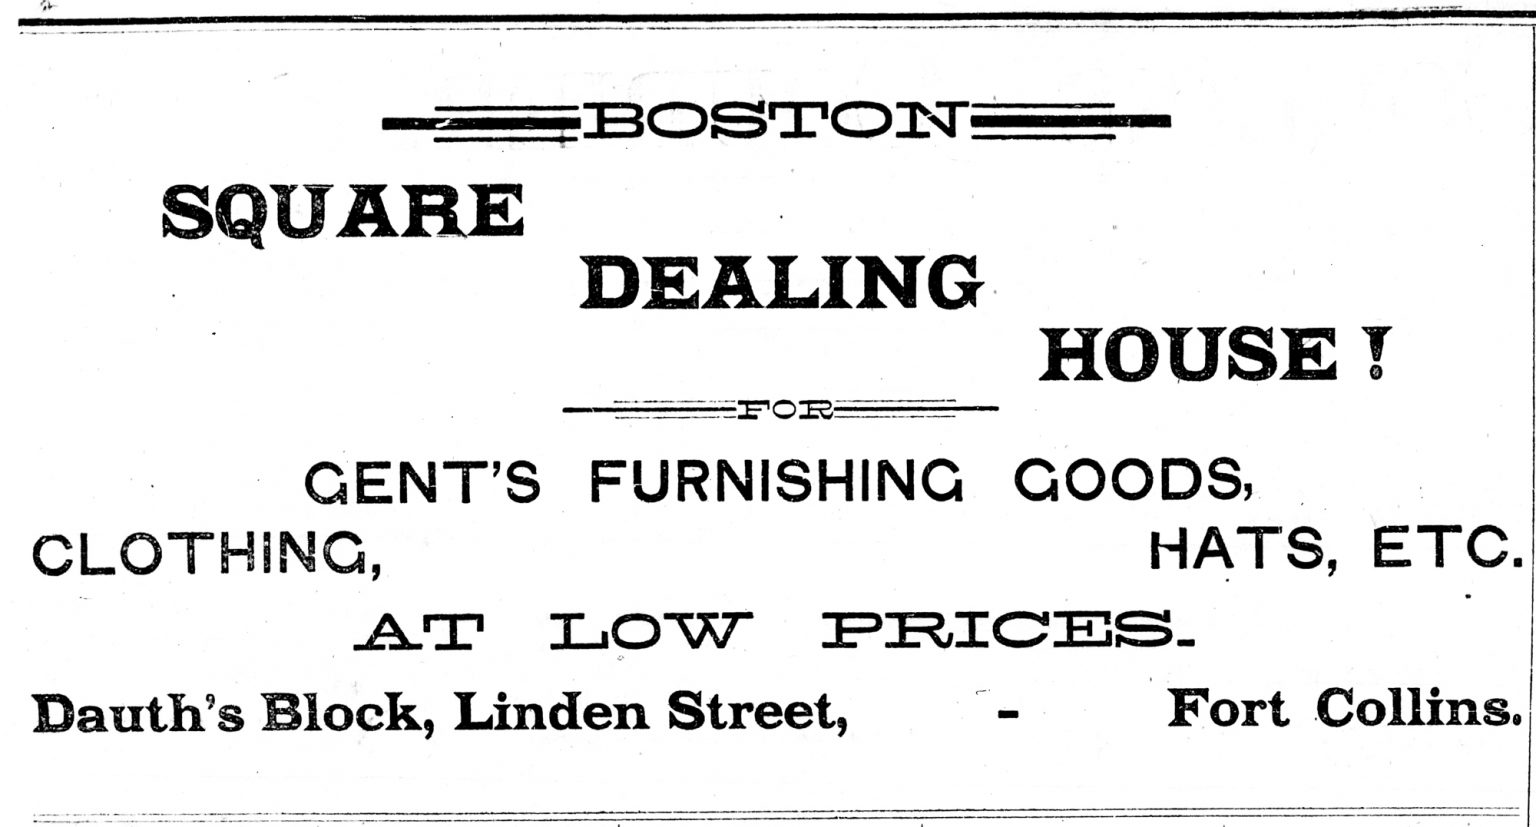 BOSTON
SQUARE
DEALING
HOUSE!
FOR
GENT'S FURNISHING GOODS,
CLOTHING, HATS, ETC.
AT LOW PRICES.
Dauth's Block, Linden Street, - Fort Collins.